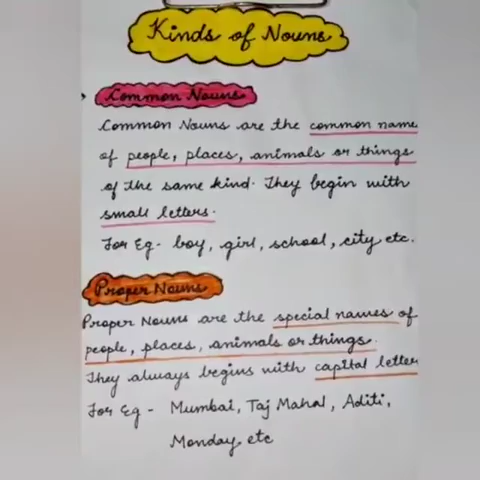 Kinds of Nouns
Common Nouns
Common Nouns are the common name
of people, places, animals or things
of the same kind. They begin with
small letters.
For Eg- boy, girl, school, city etc.
Proper Nouns
Proper Nouns are the special names of
people, places, animals or things.
They always begins with capital letter
For Eg - Mumbai, Taj Mahal, Aditi,
Monday etc